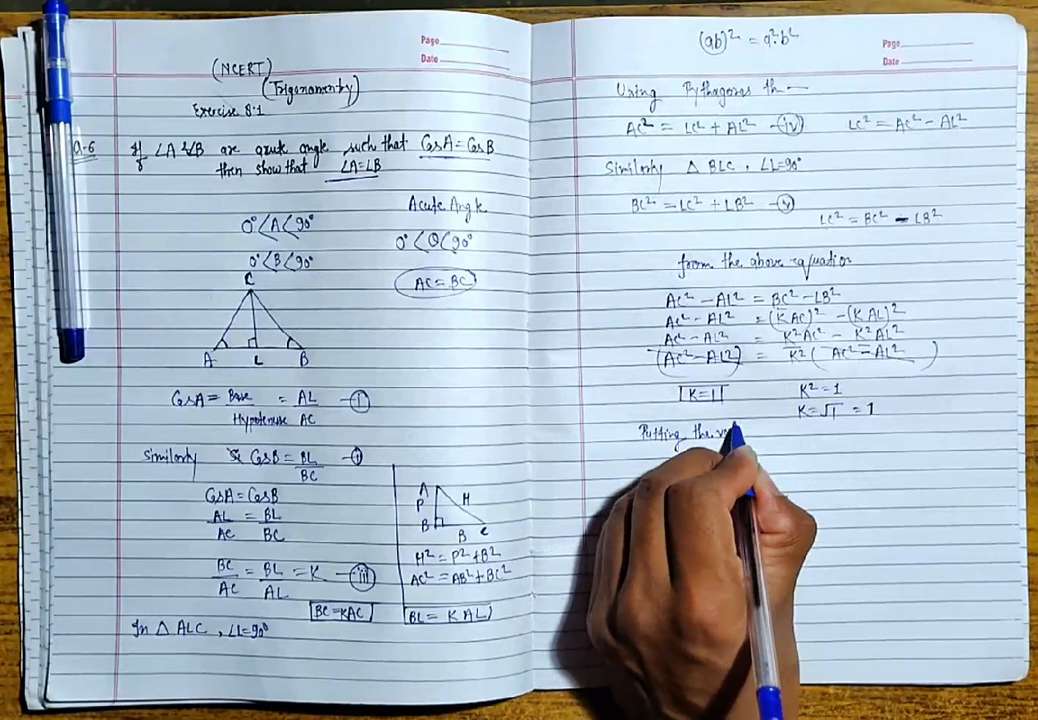 Page
Date
(NCERT)
(Trigonomentry)
Exercise 8.1
Q-6 If ∠A & ∠B are acute angle such that CosA = CosB
then show that ∠A = ∠B
Acute Angle
0° < A < 90°
0° < θ < 90°
0° < B < 90°
AC = BC
C
A L B
CosA = Base = AL - (i)
Hypotenuse AC
Similarly CosB = BL - (ii)
BC
CosA = CosB
AL = BL
AC BC
BC = BL = K - (iii)
AC AL
BC = KAC
In △ ALC, ∠L = 90°
A
P H
B
B C
H² = P² + B²
AC² = AB² + BC²
BL = K AL
(ab)² = a²·b²
Page
Date
Using Pythagoras th -
AC² = LC² + AL² - (iv) LC² = AC² - AL²
Similarly △ BLC, ∠L = 90°
BC² = LC² + LB² - (v)
LC² = BC² - LB²
from the above equation
AC² - AL² = BC² - LB²
AC² - AL² = (K AC)² - (K AL)²
AC² - AL² = K²AC² - K²AL²
(AC² - AL²) = K² (AC² - AL²)
K = 1 K² = 1
K = √1 = 1
Putting the